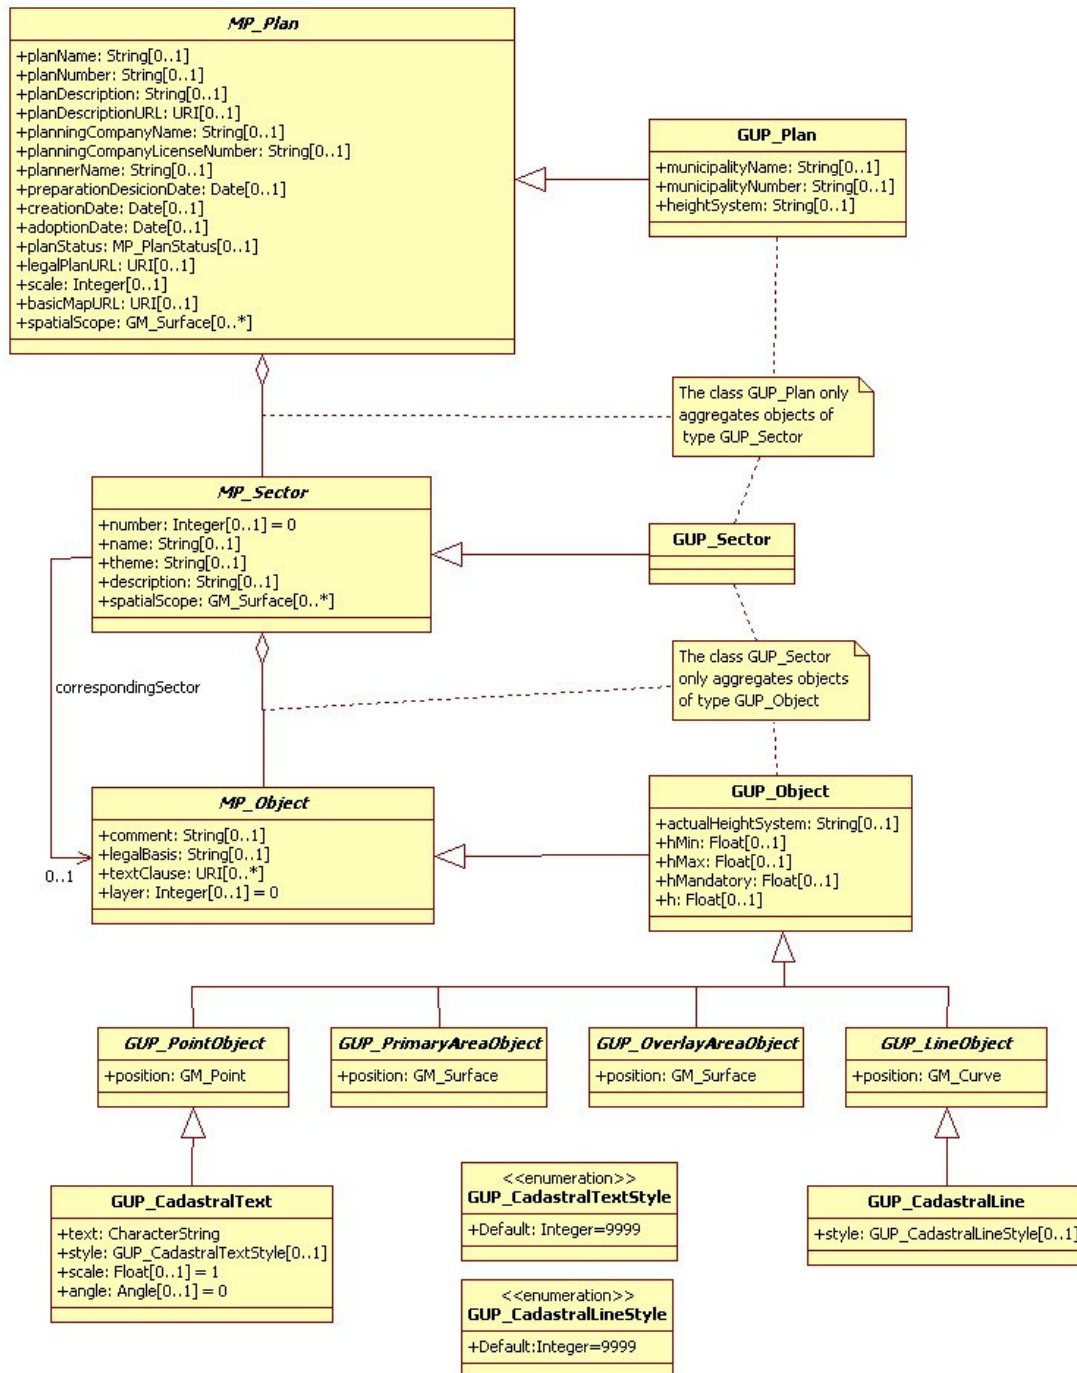 MP_Plan
+planName: String[0..1]
+planNumber: String[0..1]
+planDescription: String[0..1]
+planDescriptionURL: URI[0..1]
+planningCompanyName: String[0..1]
+planningCompanyLicenseNumber: String[0..1]
+plannerName: String[0..1]
+preparationDesicionDate: Date[0..1]
+creationDate: Date[0..1]
+adoptionDate: Date[0..1]
+planStatus: MP_PlanStatus[0..1]
+legalPlanURL: URI[0..1]
+scale: Integer[0..1]
+basicMapURL: URI[0..1]
+spatialScope: GM_Surface[0..*]
GUP_Plan
+municipalityName: String[0..1]
+municipalityNumber: String[0..1]
+heightSystem: String[0..1]
The class GUP_Plan only
aggregates objects of
type GUP_Sector
MP_Sector
+number: Integer[0..1] = 0
+name: String[0..1]
+theme: String[0..1]
+description: String[0..1]
+spatialScope: GM_Surface[0..*]
GUP_Sector
The class GUP_Sector
only aggregates objects
of type GUP_Object
correspondingSector
0..1
MP_Object
+comment: String[0..1]
+legalBasis: String[0..1]
+textClause: URI[0..*]
+layer: Integer[0..1] = 0
GUP_Object
+actualHeightSystem: String[0..1]
+hMin: Float[0..1]
+hMax: Float[0..1]
+hMandatory: Float[0..1]
+h: Float[0..1]
GUP_PointObject
+position: GM_Point
GUP_PrimaryAreaObject
+position: GM_Surface
GUP_OverlayAreaObject
+position: GM_Surface
GUP_LineObject
+position: GM_Curve
GUP_CadastralText
+text: CharacterString
+style: GUP_CadastralTextStyle[0..1]
+scale: Float[0..1] = 1
+angle: Angle[0..1] = 0
<<enumeration>>
GUP_CadastralTextStyle
+Default: Integer=9999
<<enumeration>>
GUP_CadastralLineStyle
+Default:Integer=9999
GUP_CadastralLine
+style: GUP_CadastralLineStyle[0..1]